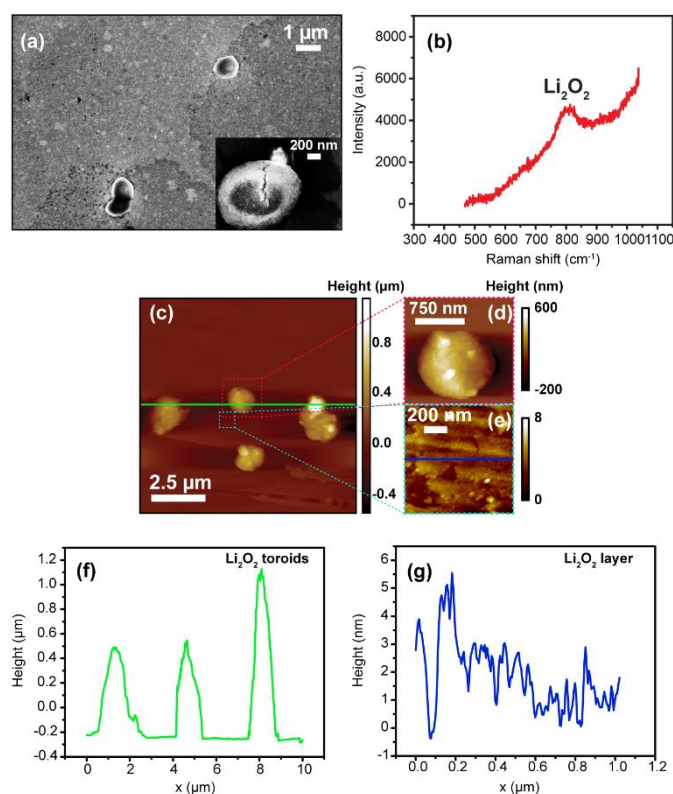 (a)
1 μm
200 nm
(b)
Li₂O₂
Intensity (a.u.)
8000
6000
4000
2000
0
300 400 500 600 700 800 900 1000 1100
Raman shift (cm⁻¹)
(c)
2.5 μm
Height (μm)
0.8
0.4
0.0
-0.4
(d)
750 nm
Height (nm)
600
-200
(e)
200 nm
8
0
(f)
Li₂O₂ toroids
Height (μm)
1.2
1.0
0.8
0.6
0.4
0.2
0.0
-0.2
-0.4
0 2 4 6 8 10
x (μm)
(g)
Li₂O₂ layer
Height (nm)
6
5
4
3
2
1
0
-1
0.0 0.2 0.4 0.6 0.8 1.0 1.2
x (μm)